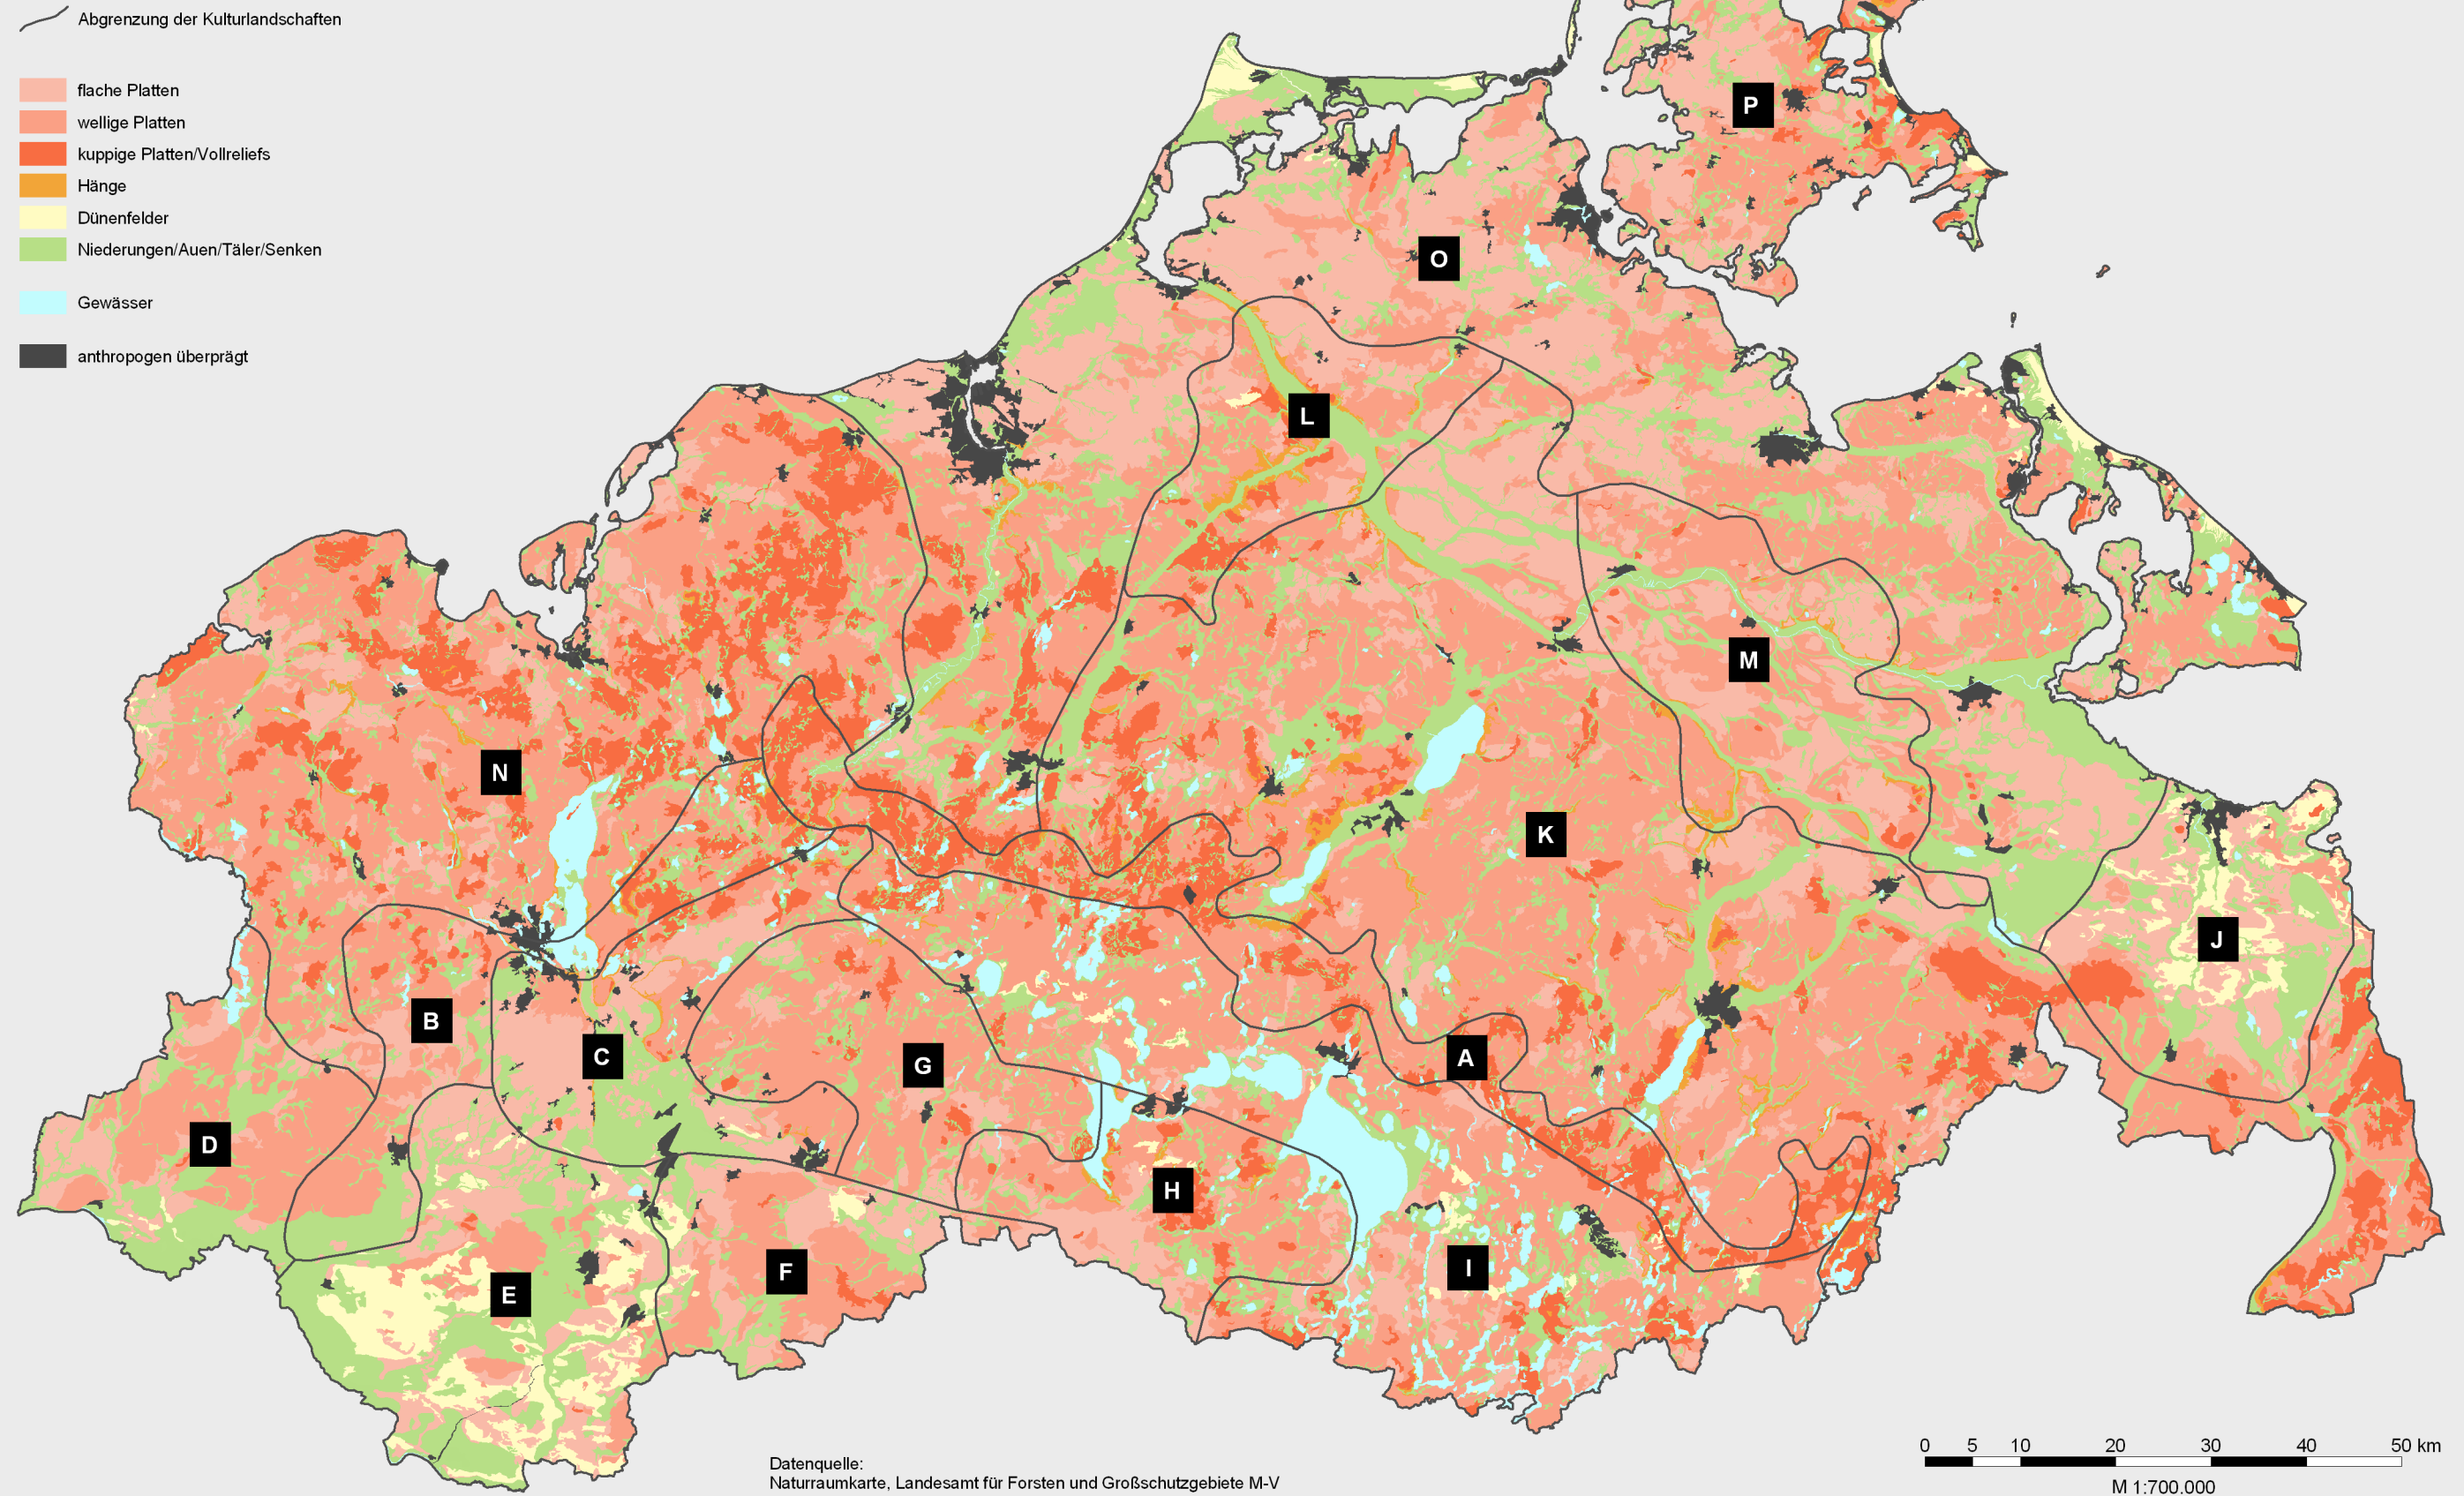 Abgrenzung der Kulturlandschaften
flache Platten
wellige Platten
kuppige Platten/Vollreliefs
Hänge
Dünenfelder
Niederungen/Auen/Täler/Senken
Gewässer
anthropogen überprägt
P
O
L
M
N
K
J
B
C
A
G
D
H
F
I
E
Datenquelle:
Naturraumkarte, Landesamt für Forsten und Großschutzgebiete M-V
0 5 10 20 30 40 50 km
M 1:700.000